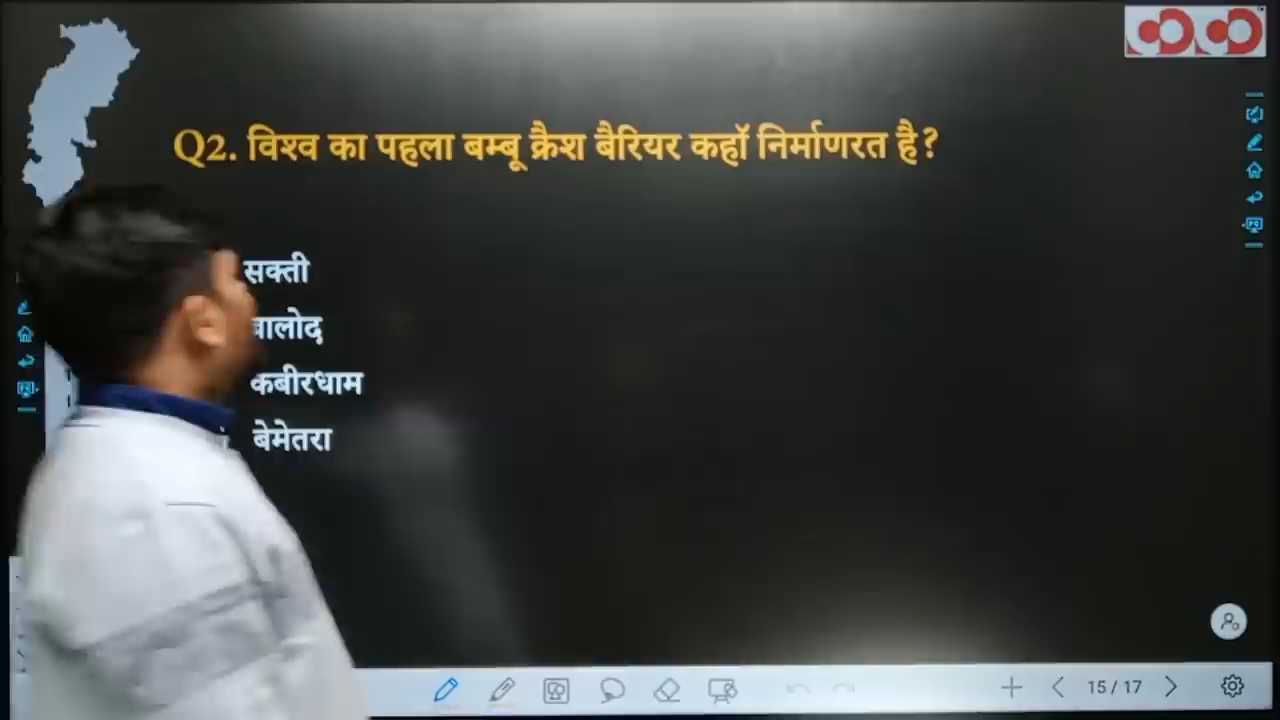 Q2. विश्व का पहला बम्बू क्रैश बैरियर कहॉ निर्माणरत है?
सक्ती
बालोद
कबीरधाम
बेमेतरा
15/17